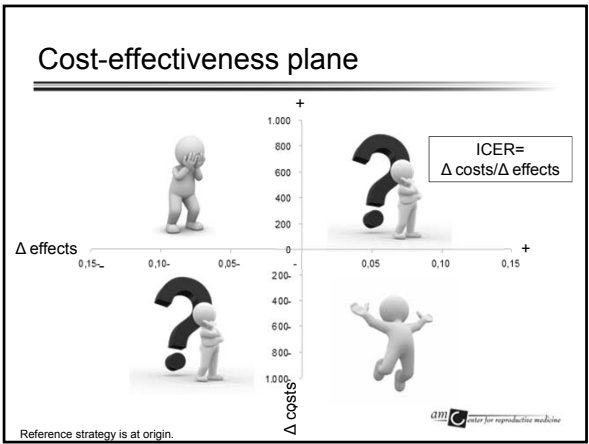 Cost-effectiveness plane
+
1.000
800
600
400
200
-
ICER=
Δ costs/Δ effects
Δ effects
+
0,15-
0,10-
0,05-
-
0,05
0,10
0,15
200-
400-
600-
800-
1.000-
Δ costs
amC enter for reproductive medicine
Reference strategy is at origin.